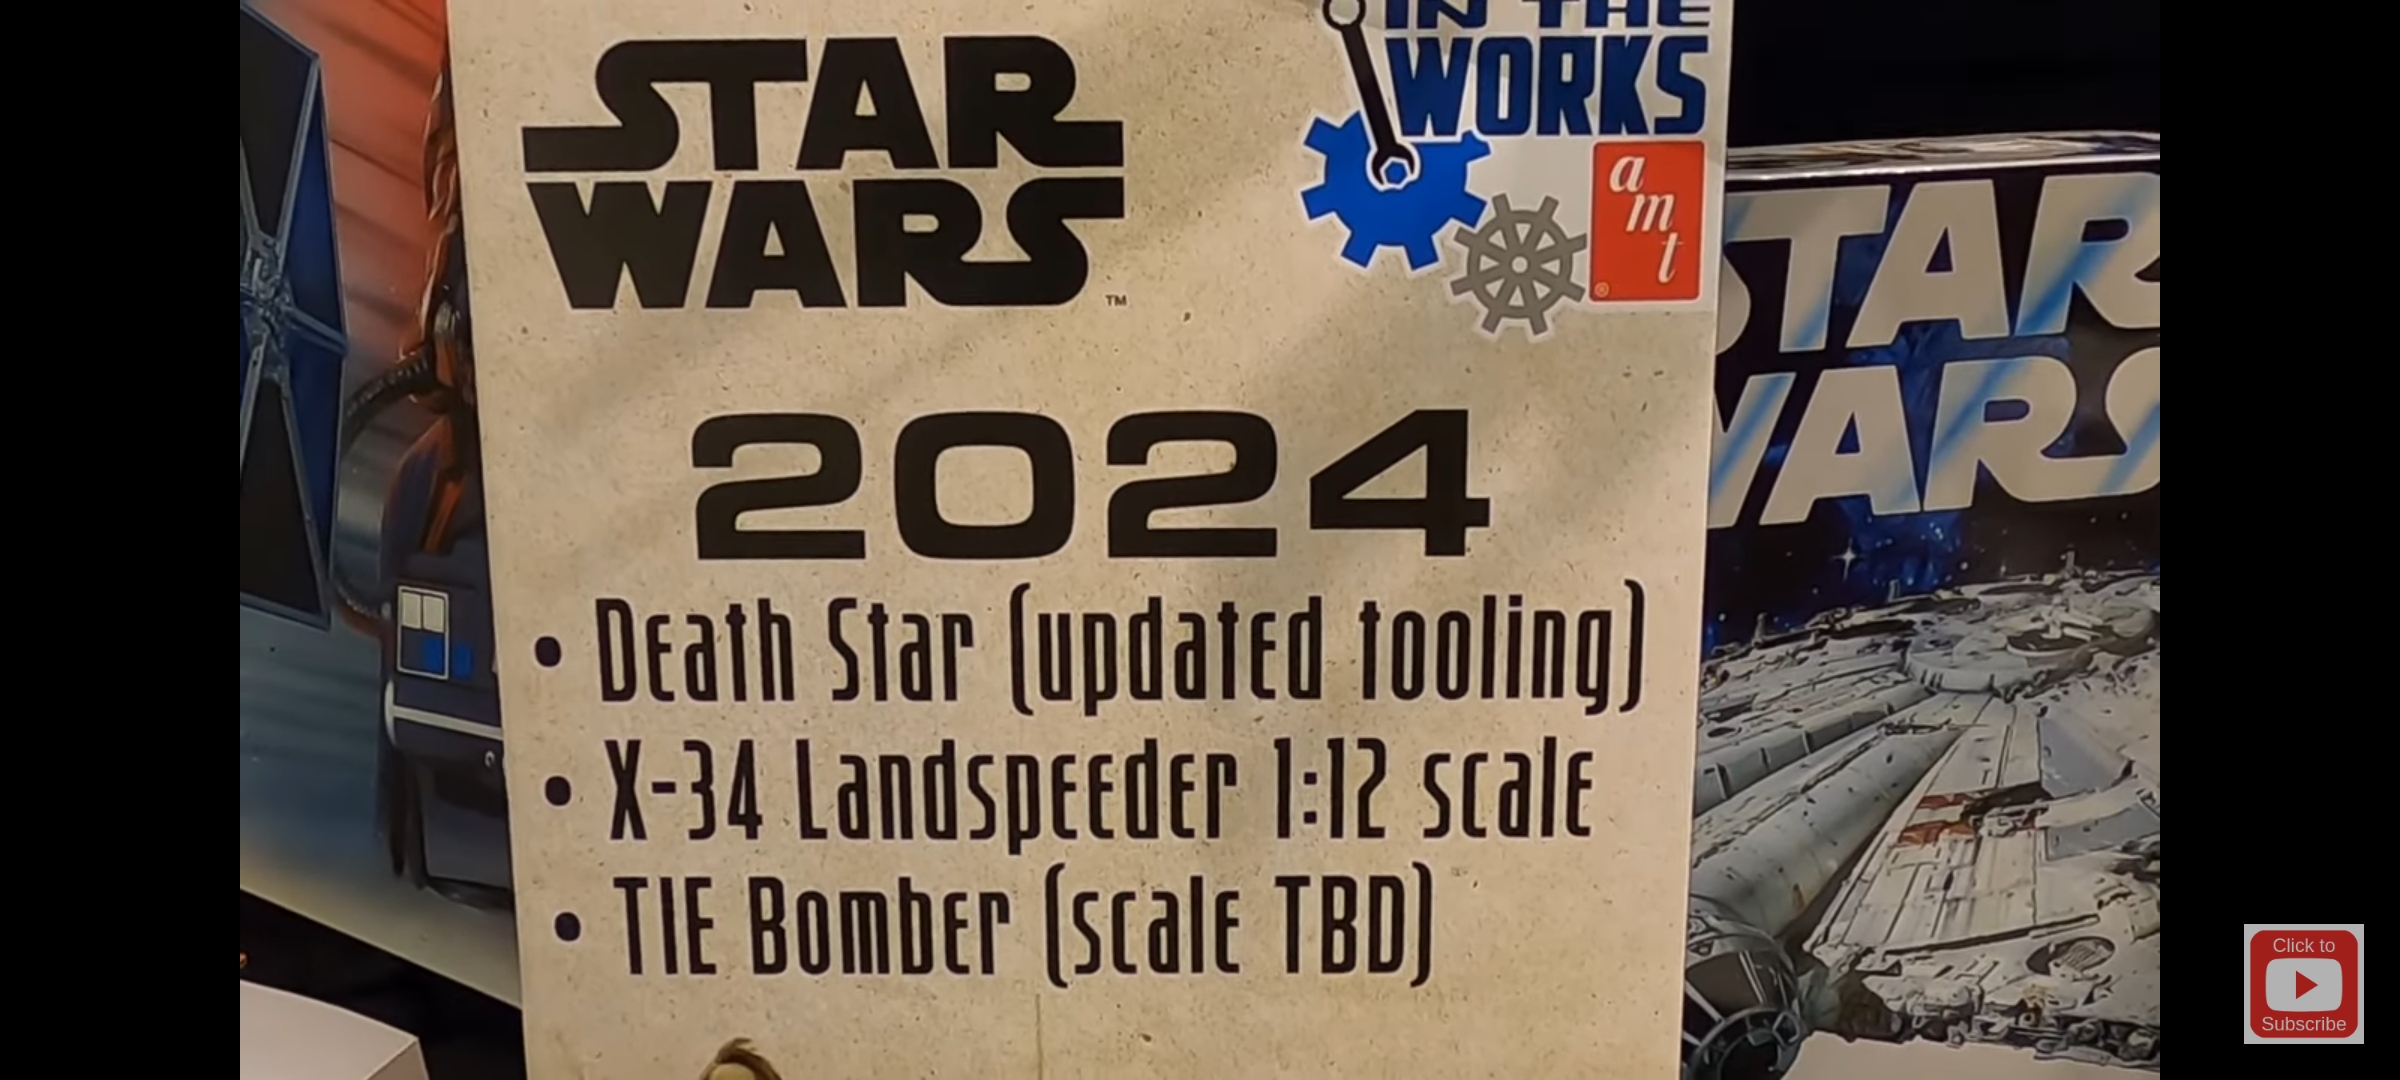 IN THE
WORKS
STAR
WARS
TM
a
m
t
®
2024
• Death Star (updated tooling)
• X-34 Landspeeder 1:12 scale
• TIE Bomber (scale TBD)
STAR
WARS
Click to
Subscribe